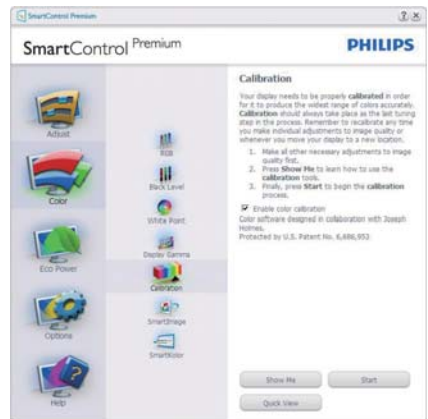 SmartControl Premium
SmartControl Premium
PHILIPS
Adjust
Color
Eco Power
Options
Help
RGB
Black Level
White Point
Display Gamma
Calibration
SmartImage
SmartKolor
Calibration
Your display needs to be properly calibrated in order
for it to produce the widest range of colors accurately.
Calibration should always take place as the last tuning
step in the process. Remember to recalibrate any time
you make individual adjustments to image quality or
whenever you move your display to a new location.
1. Make all other necessary adjustments to image
quality first.
2. Press Show Me to learn how to use the
calibration tools.
3. Finally, press Start to begin the calibration
process.
Enable color calibration
Color software designed in collaboration with Joseph
Holmes.
Protected by U.S. Patent No. 6,686,953
Show Me
Start
Quick View